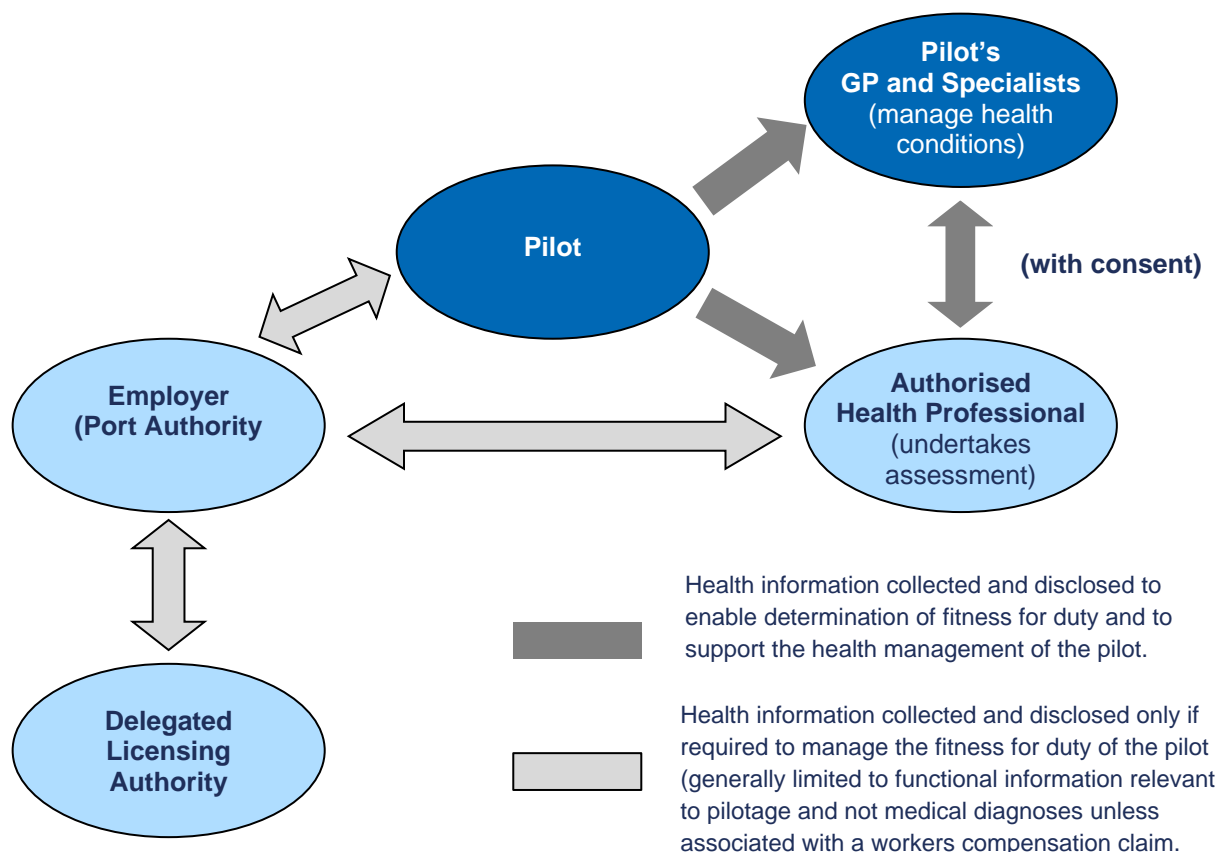 Pilot's
GP and Specialists
(manage health
conditions)
Pilot
(with consent)
Employer
(Port Authority
Authorised
Health Professional
(undertakes
assessment)
Delegated
Licensing
Authority
Health information collected and disclosed to
enable determination of fitness for duty and to
support the health management of the pilot.
Health information collected and disclosed only if
required to manage the fitness for duty of the pilot
(generally limited to functional information relevant
to pilotage and not medical diagnoses unless
associated with a workers compensation claim.